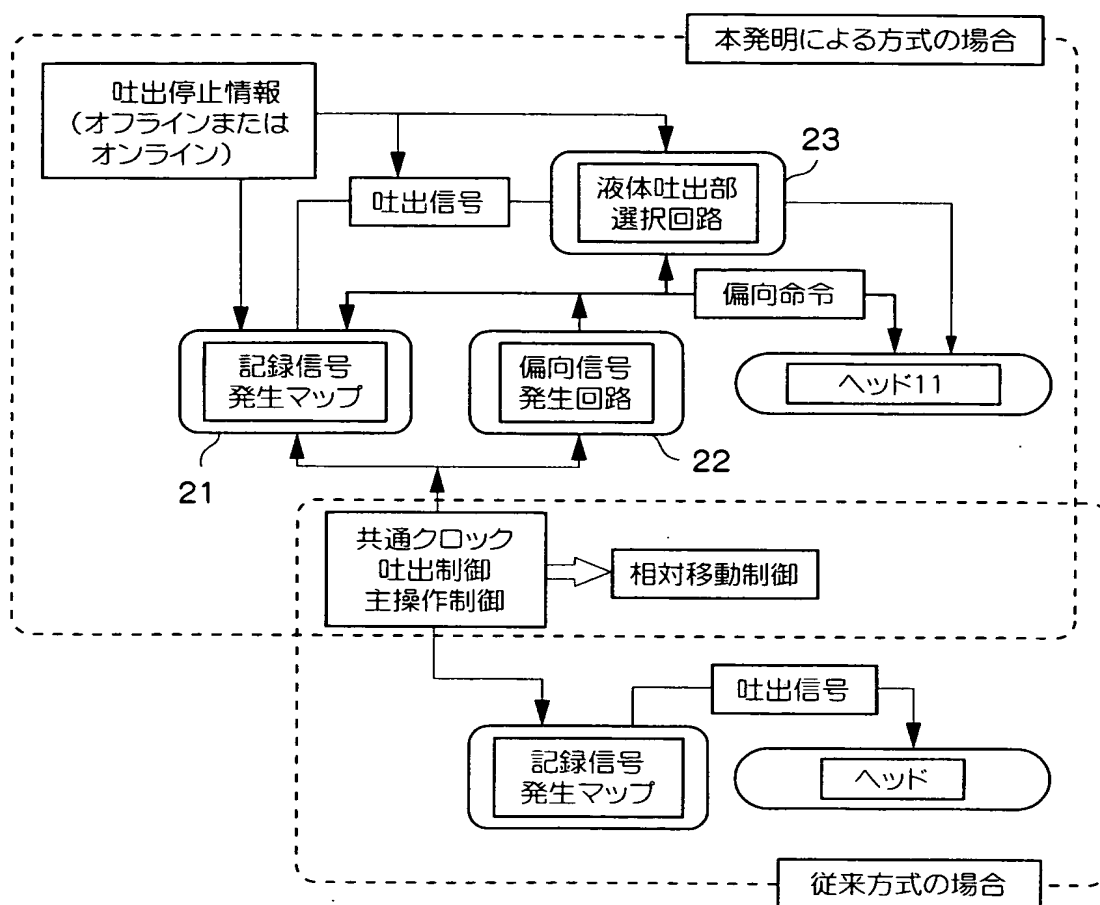 本発明による方式の場合
吐出停止情報
(オフラインまたは
オンライン)
23
吐出信号
液体吐出部
選択回路
偏向命令
記録信号
発生マップ
偏向信号
発生回路
ヘッド11
21
22
共通クロック
吐出制御
主操作制御
相対移動制御
吐出信号
記録信号
発生マップ
ヘッド
従来方式の場合